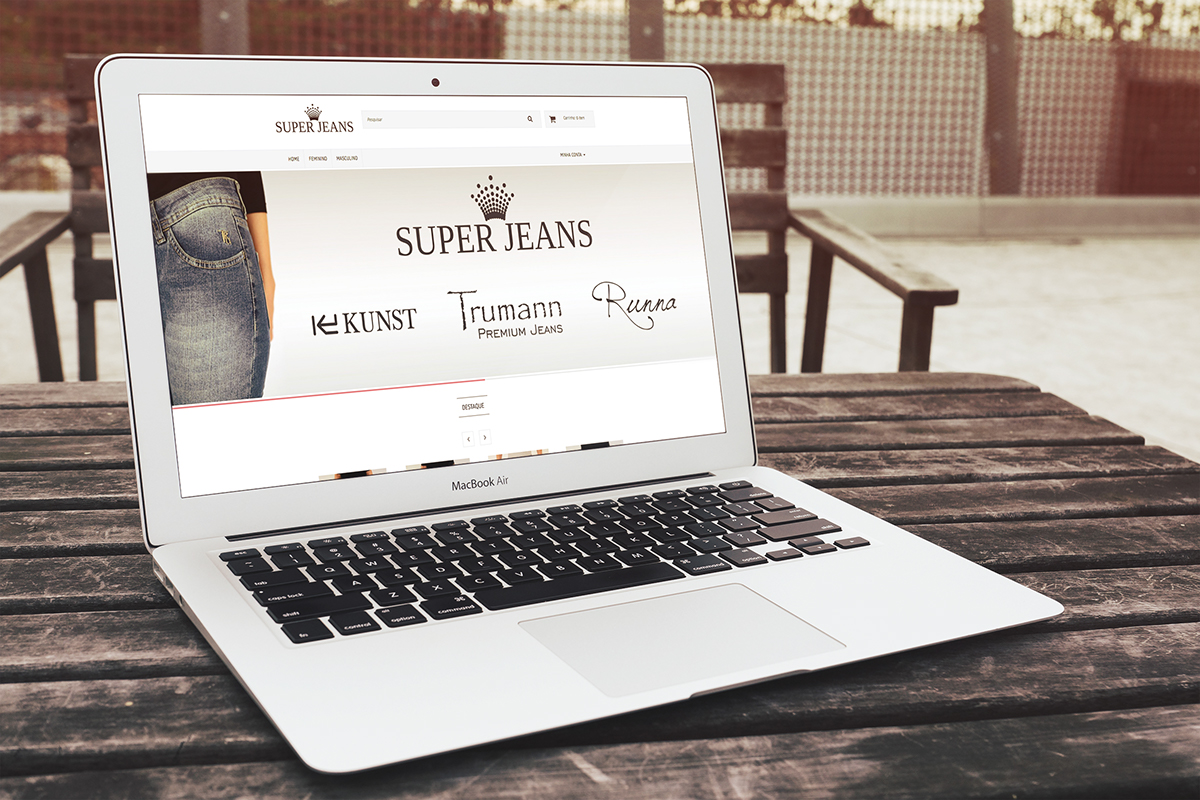 SUPER JEANS
Pesquisar
Carrinho: 0 item
HOME
FEMININO
MASCULINO
MINHA CONTA
SUPER JEANS
KUNST
Trumann
PREMIUM JEANS
Runna
DESTAQUE
MacBook Air
tab
Q W E R T Y U I O P
caps lock
A S D F G H J K L
shift
Z X C V B N M
fn
control
alt
option
⌘
command
⌘
command
option